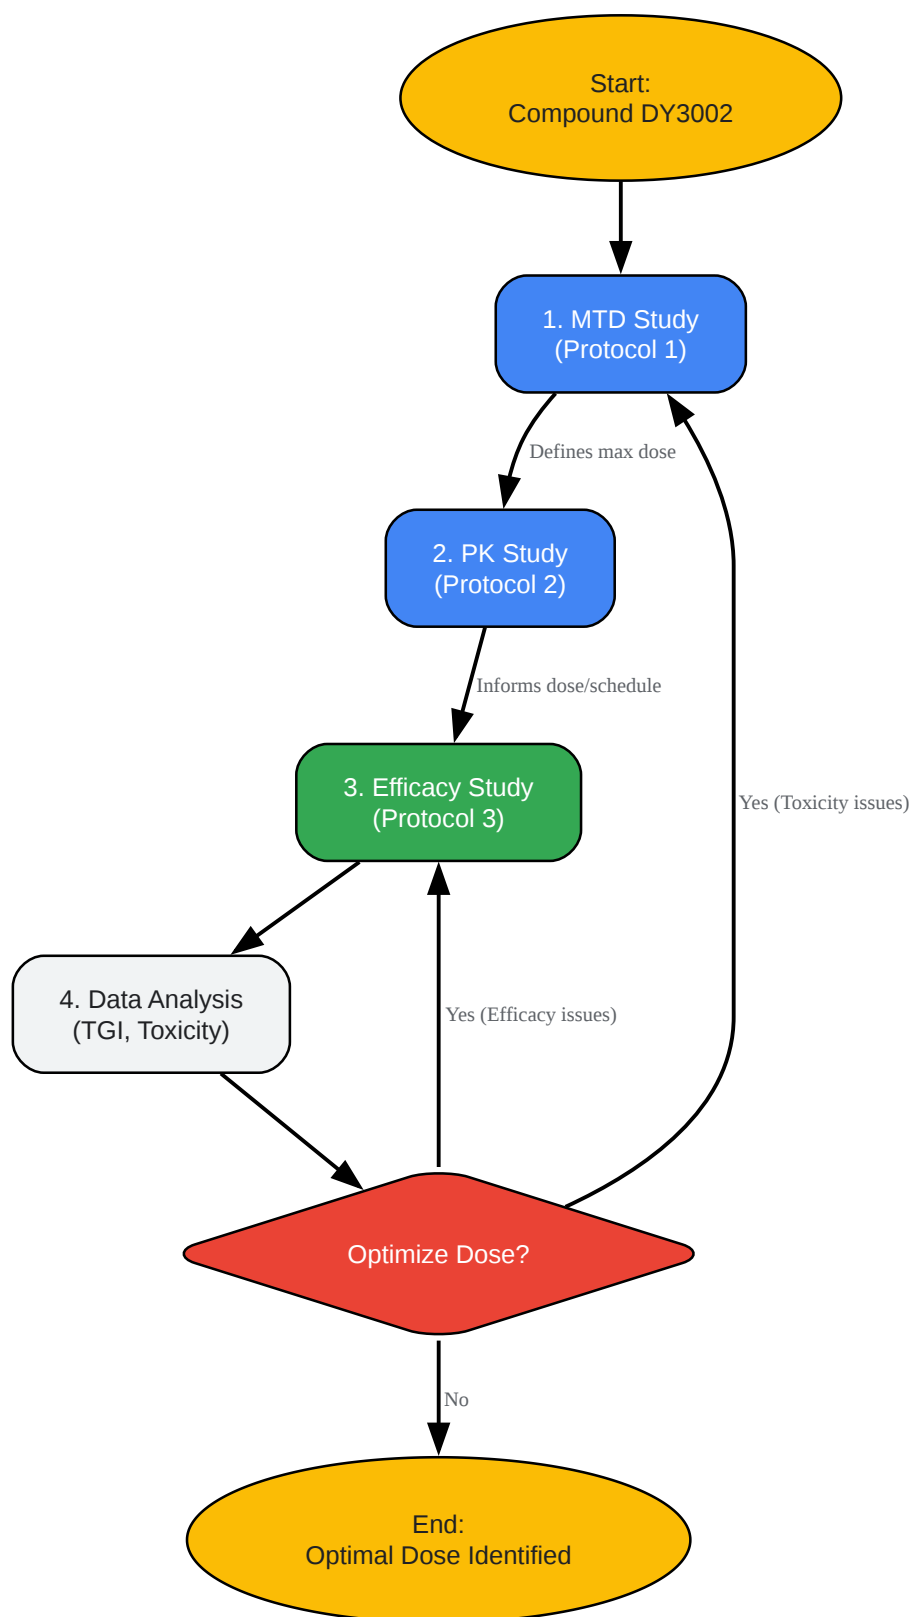 Start:
Compound DY3002
1. MTD Study
(Protocol 1)
Defines max dose
2. PK Study
(Protocol 2)
Informs dose/schedule
3. Efficacy Study
(Protocol 3)
Yes (Toxicity issues)
4. Data Analysis
(TGI, Toxicity)
Yes (Efficacy issues)
Optimize Dose?
No
End:
Optimal Dose Identified